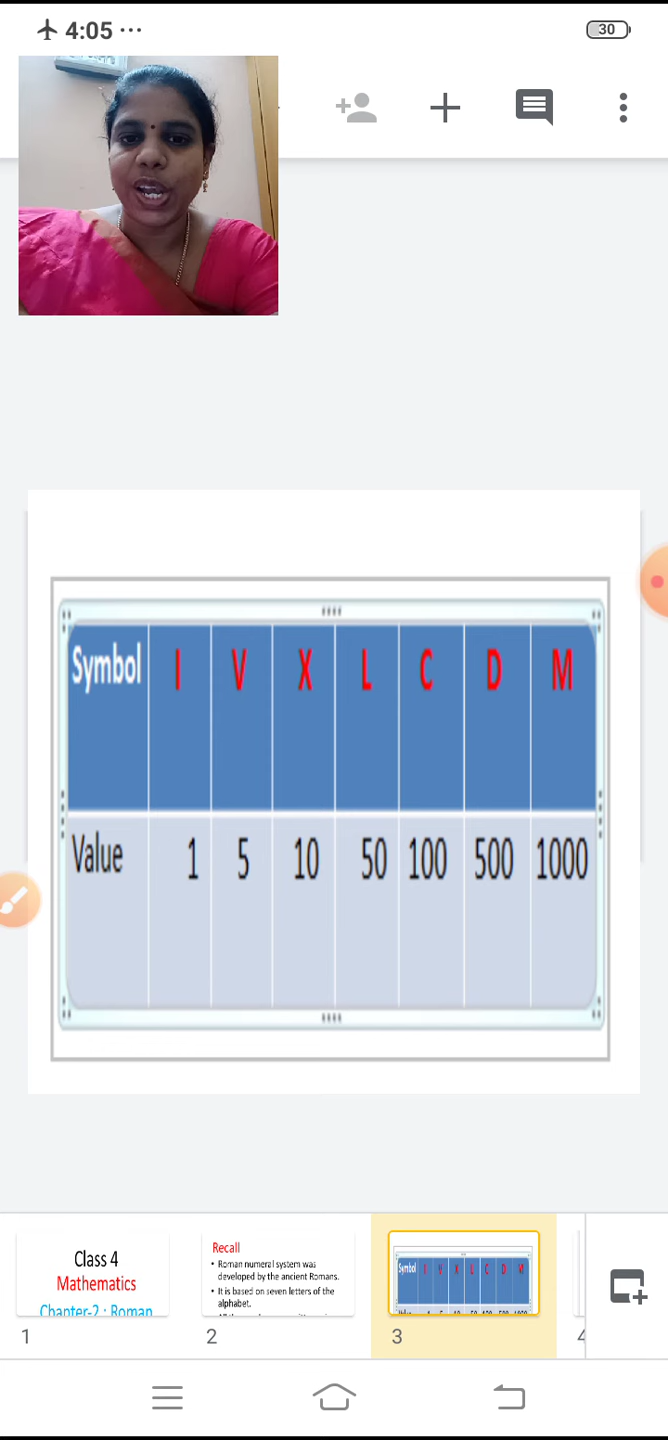 4:05 ...
30
Symbol I V X L C D M
Value 1 5 10 50 100 500 1000
Class 4
Mathematics
Chapter-2 : Roman
1
Recall
• Roman numeral system was
developed by the ancient Romans.
• It is based on seven letters of the
alphabet.
2
Symbol I V X L C D M
3
4